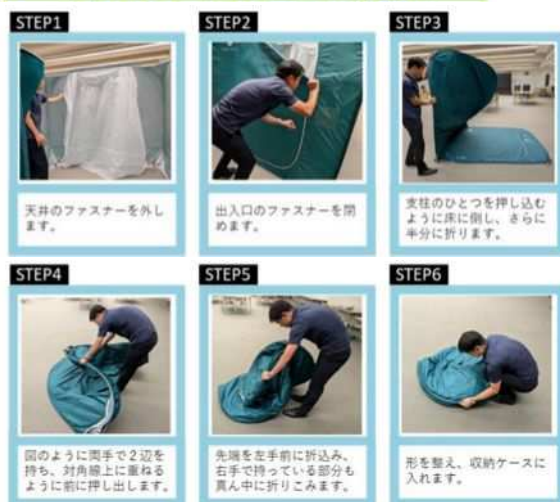 STEP1
天井のファスナーを外し
ます。
STEP2
出入口のファスナーを閉
めます。
STEP3
支柱のひとつを押し込む
ように床に倒し、さらに
半分に折ります。
STEP4
図のように両手で2辺を
持ち、対角線上に重ねる
ように前に押し出します。
STEP5
先端を左手前に折込み、
右手で持っている部分も
真ん中に折りこみます。
STEP6
形を整え、収納ケースに
入れます。